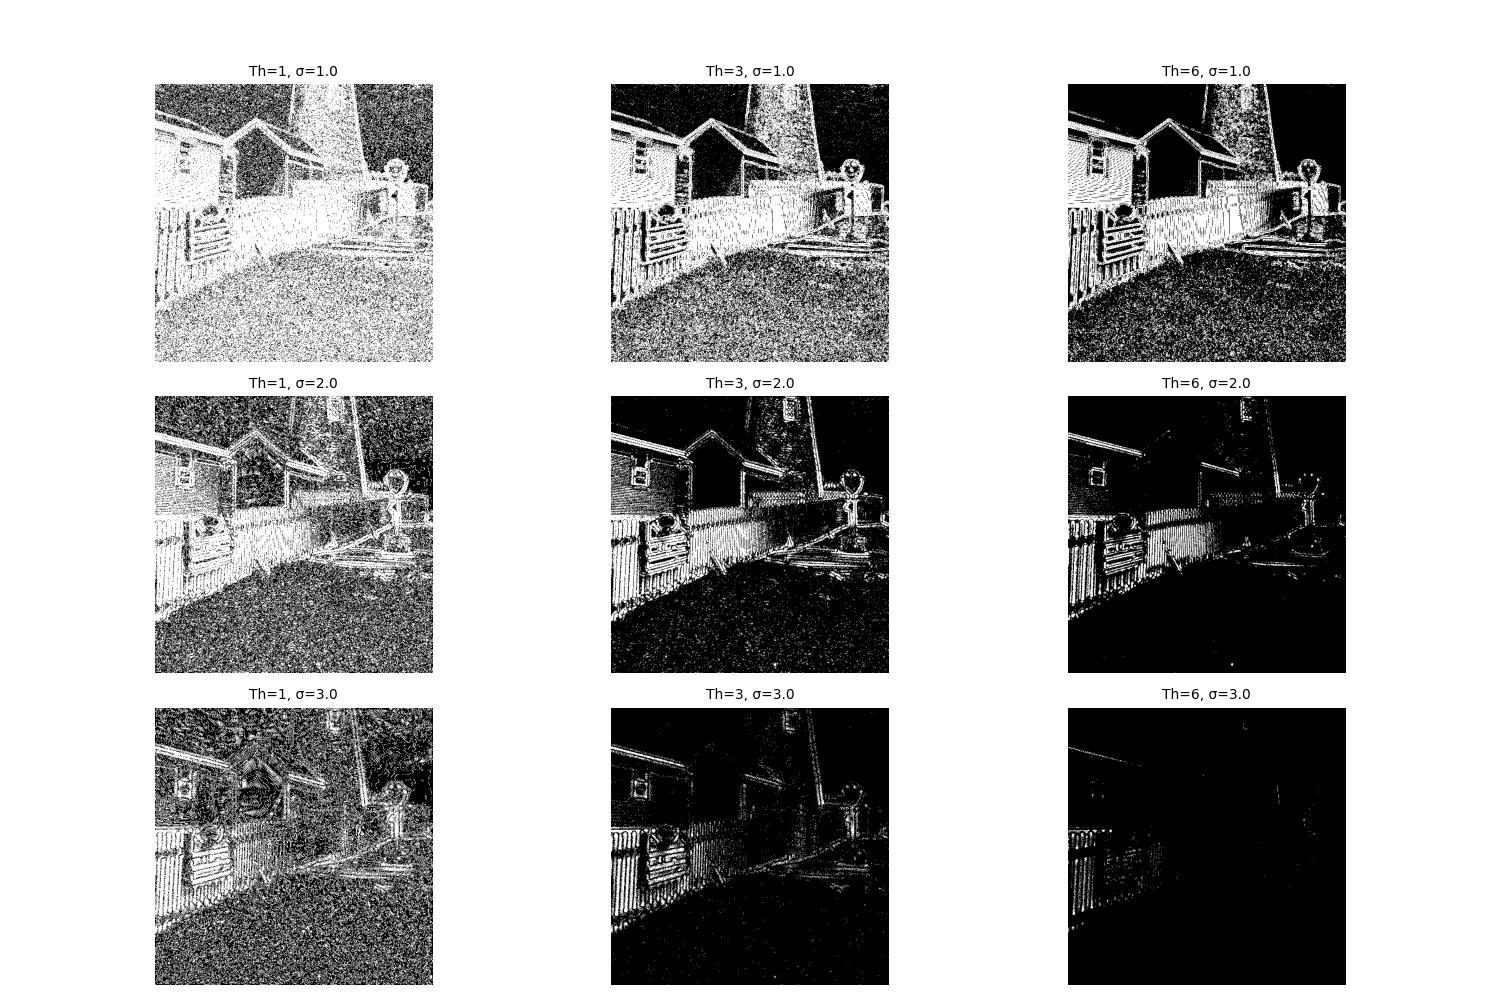 Th=1, σ=1.0
Th=3, σ=1.0
Th=6, σ=1.0
Th=1, σ=2.0
Th=3, σ=2.0
Th=6, σ=2.0
Th=1, σ=3.0
Th=3, σ=3.0
Th=6, σ=3.0